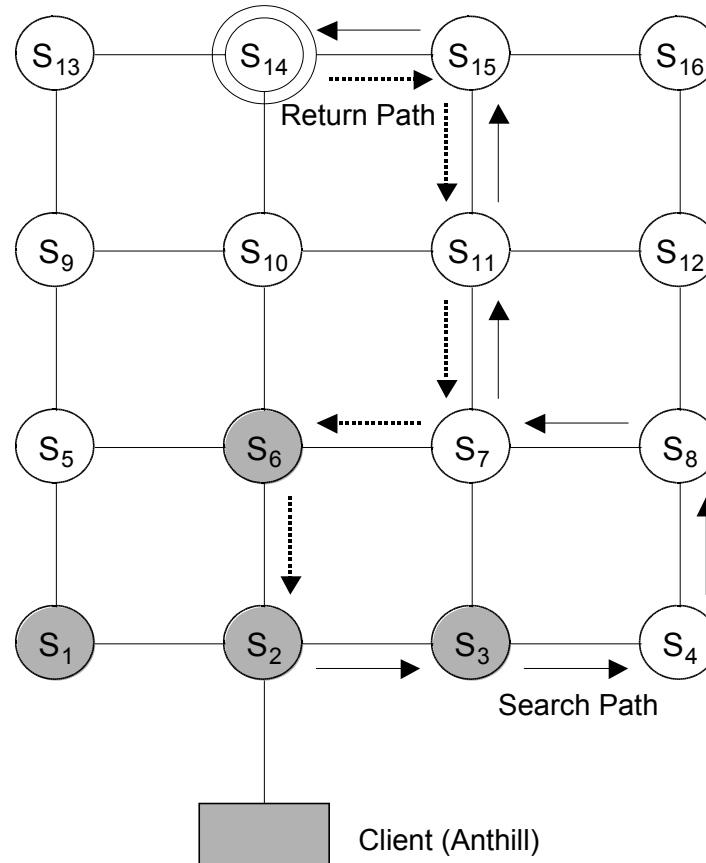 S13 S14 S15 S16
Return Path
S9 S10 S11 S12
S5 S6 S7 S8
S1 S2 S3 S4
Search Path
Client (Anthill)